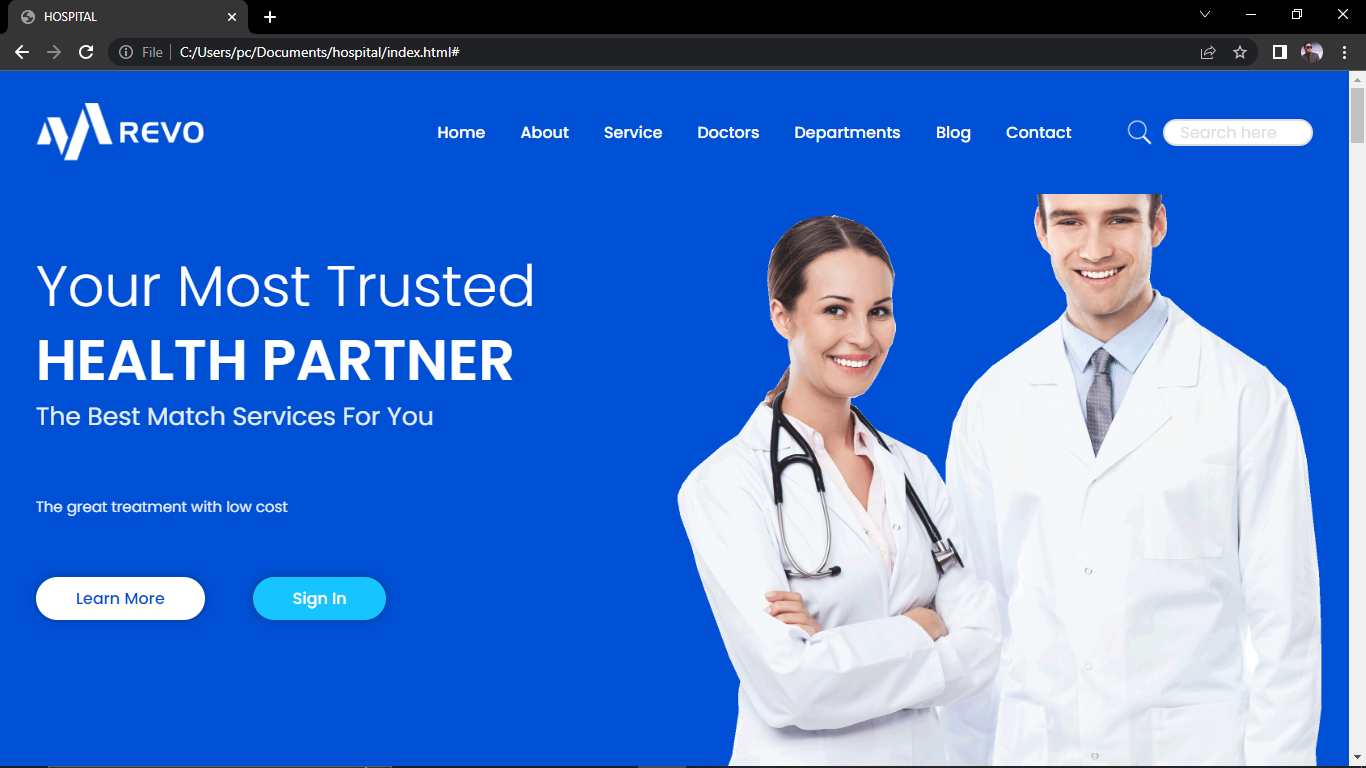 HOSPITAL
File
C:/Users/pc/Documents/hospital/index.html#
REVO
Home About Service Doctors Departments Blog Contact
Search here
Your Most Trusted
HEALTH PARTNER
The Best Match Services For You
The great treatment with low cost
Learn More
Sign In